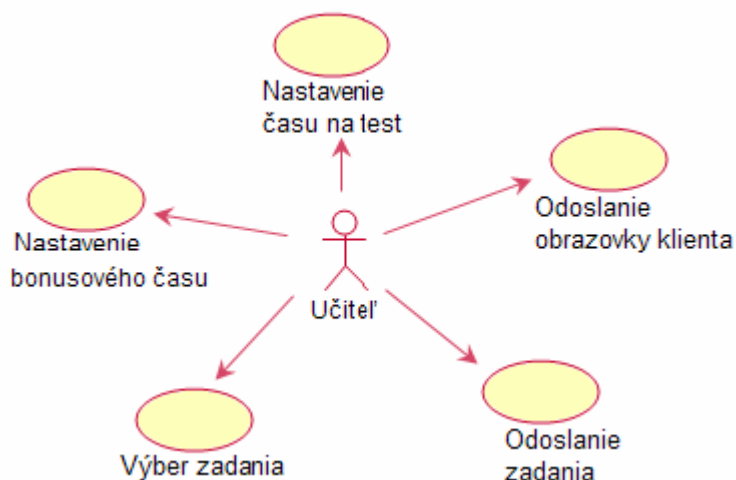 Nastavenie
času na test
Odoslanie
obrazovky klienta
Nastavenie
bonusového času
Učiteľ
Výber zadania
Odoslanie
zadania